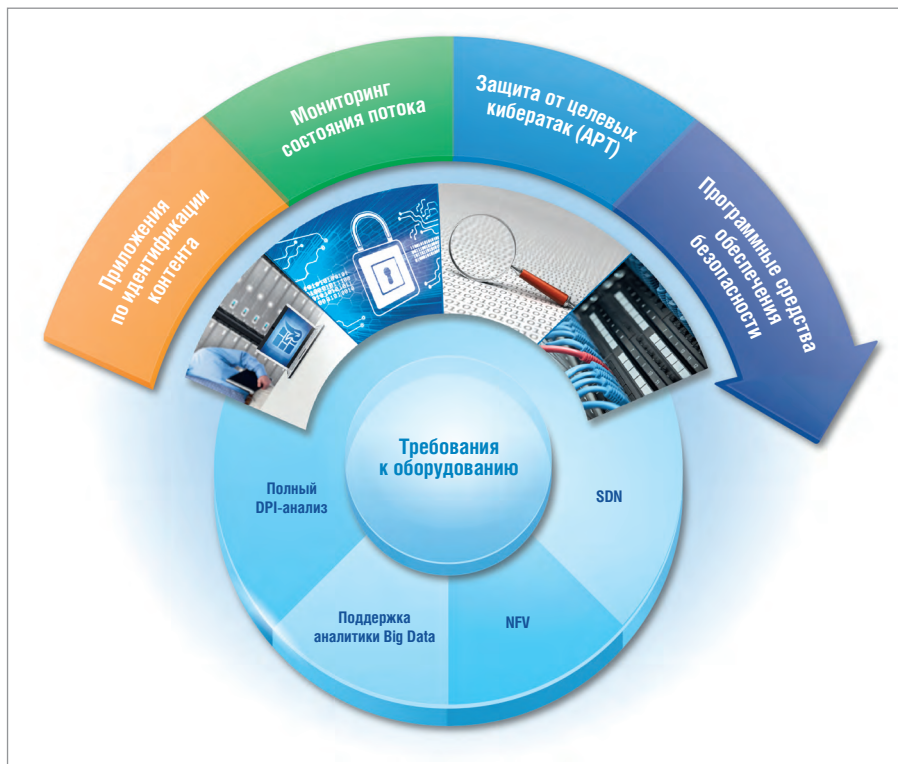 Приложения
по идентификации
контента
Мониторинг
состояния потока
Защита от целевых
кибератак (APT)
Программные средства
обеспечения
безопасности
Требования
к оборудованию
Полный
DPI-анализ
SDN
Поддержка
аналитики Big Data
NFV